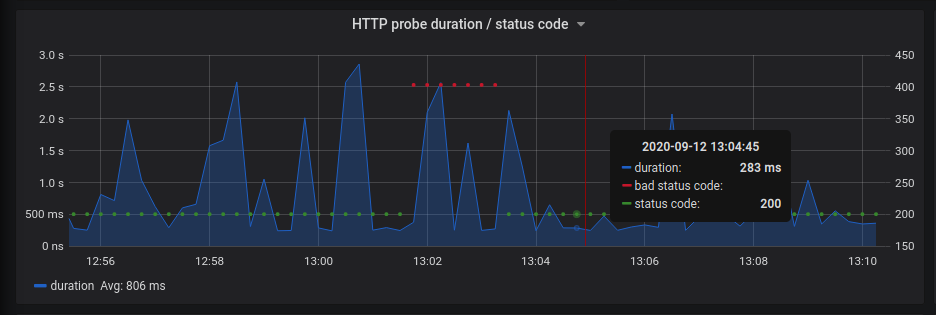 HTTP probe duration / status code
3.0 s
2.5 s
2.0 s
1.5 s
1.0 s
500 ms
0 ns
450
400
350
300
250
200
150
2020-09-12 13:04:45
duration: 283 ms
bad status code:
status code: 200
12:56 12:58 13:00 13:02 13:04 13:06 13:08 13:10
duration Avg: 806 ms